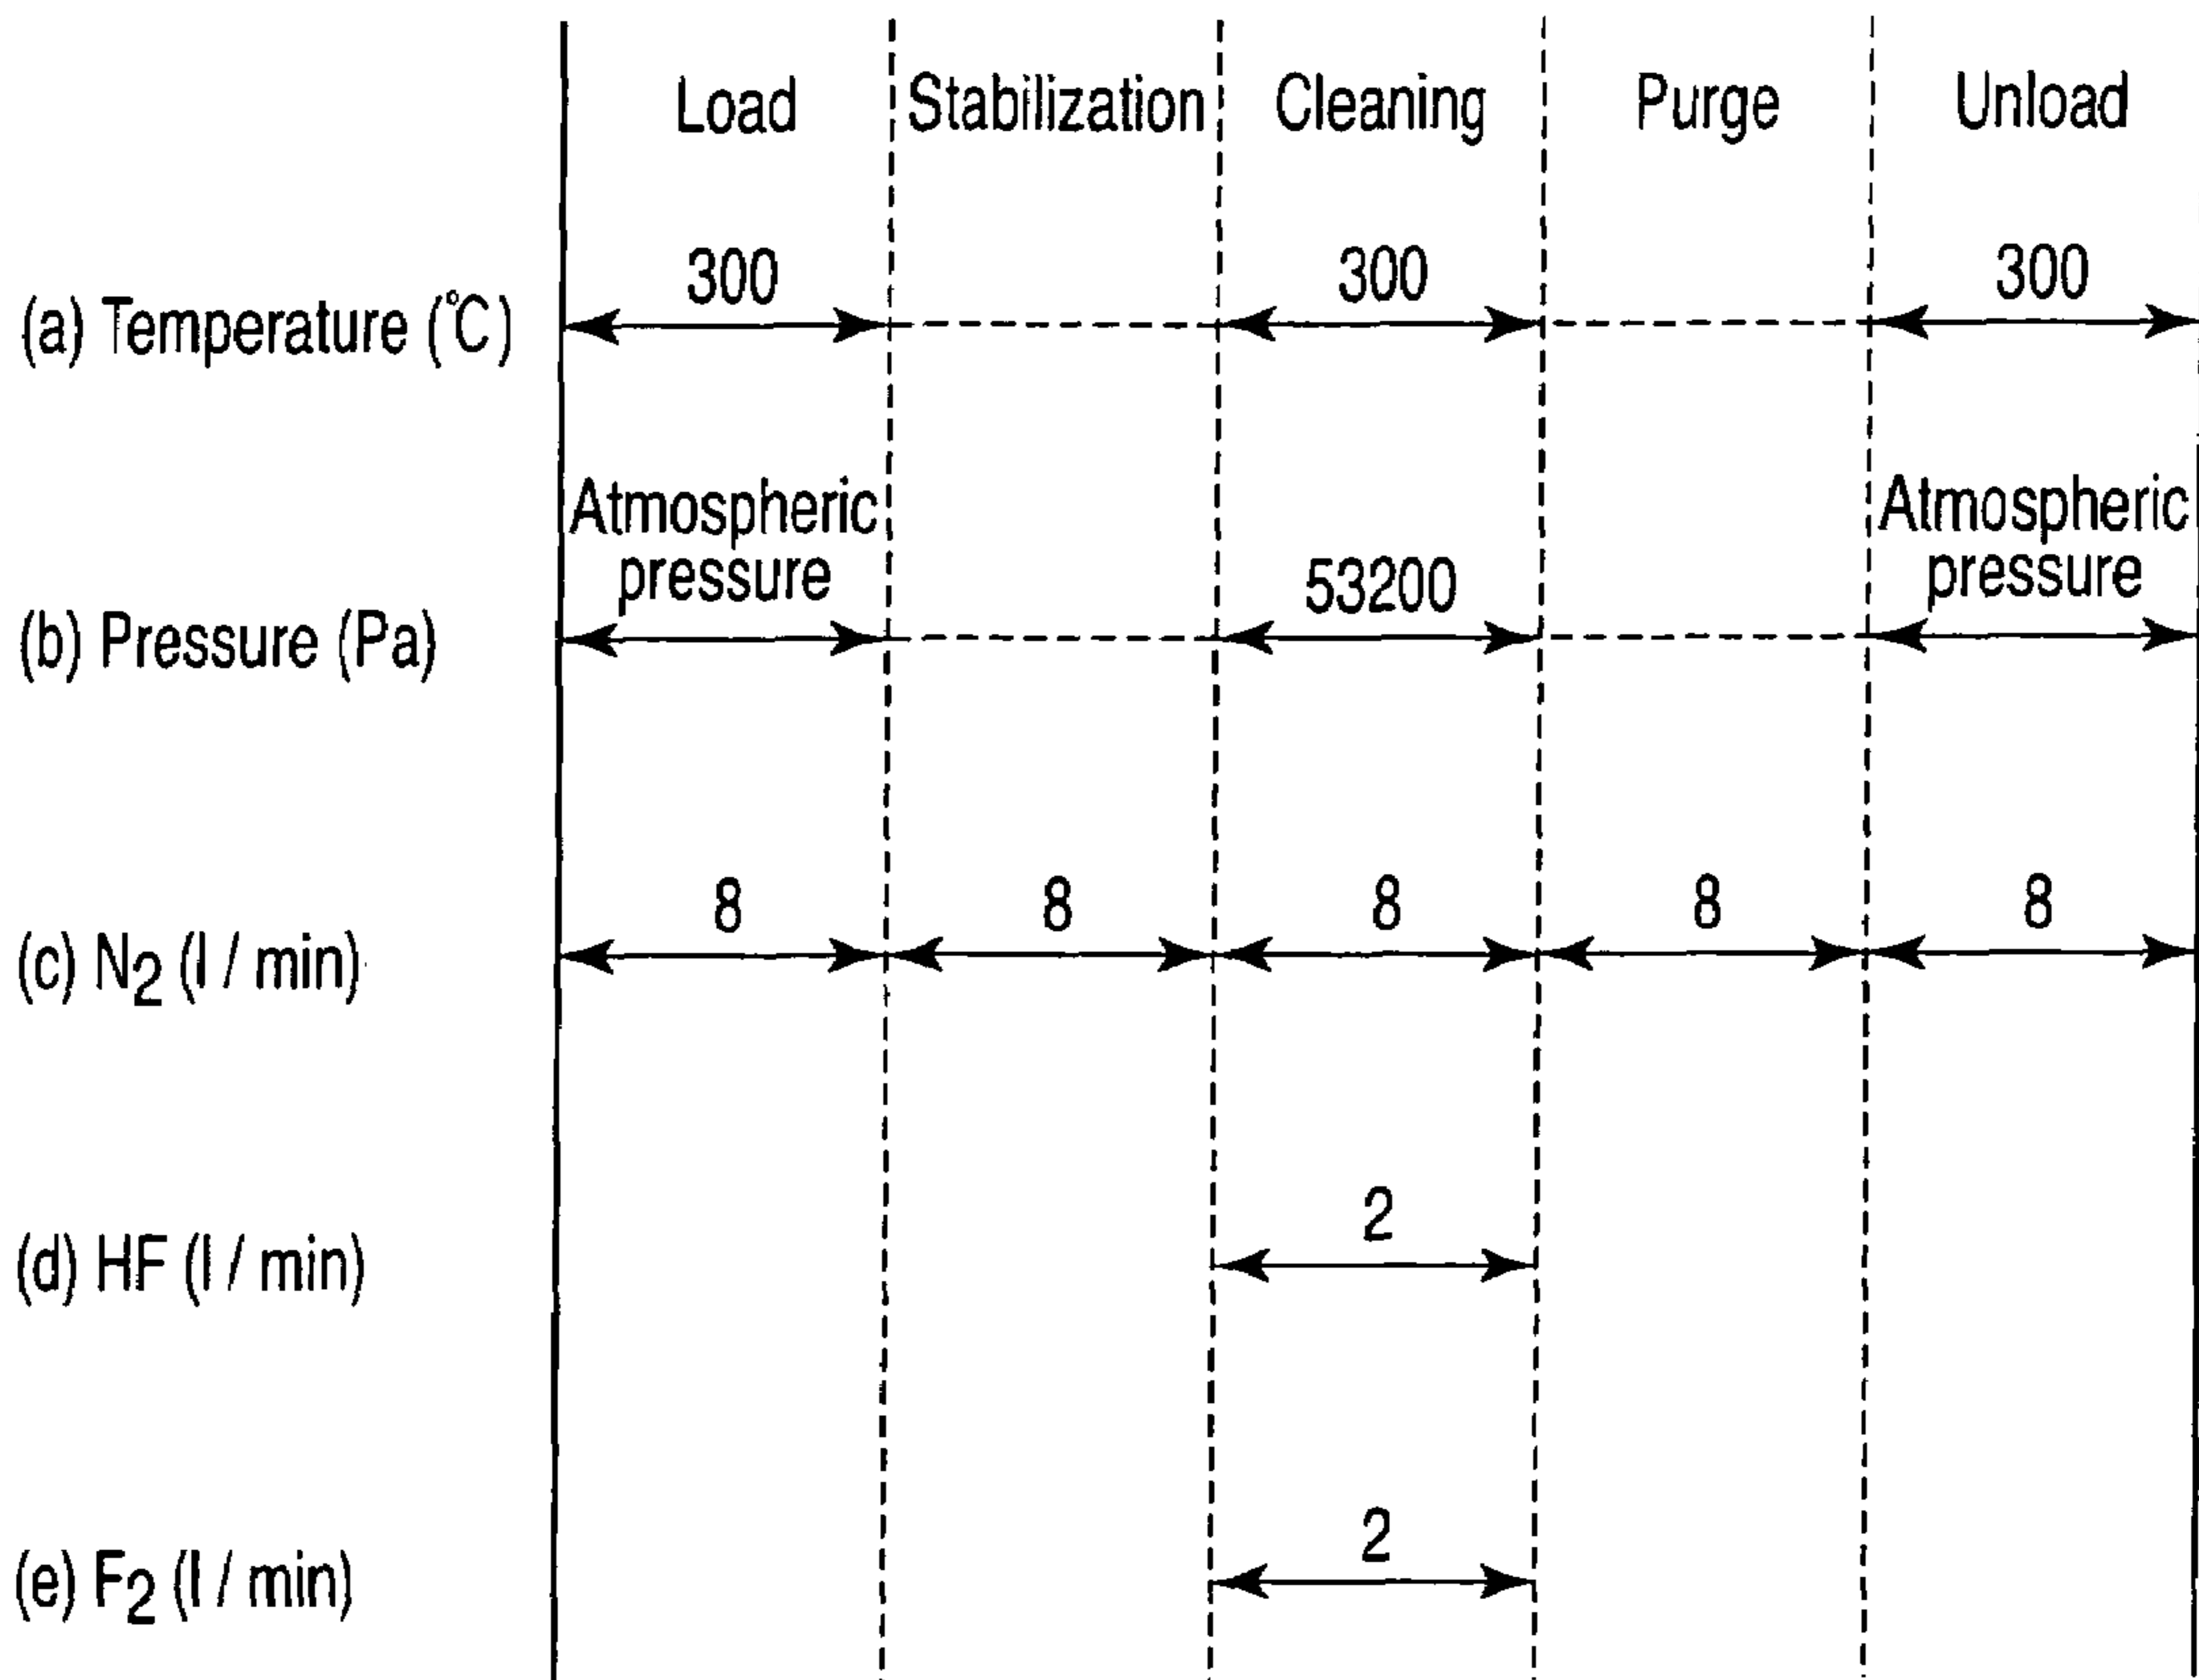 Load Stabilization Cleaning Purge Unload
300 300 300
(a) Temperature (°C)
Atmospheric Atmospheric
pressure 53200 pressure
(b) Pressure (Pa)
8 8 8 8 8
(c) N2 (l / min)
2
(d) HF (l / min)
2
(e) F2 (l / min)